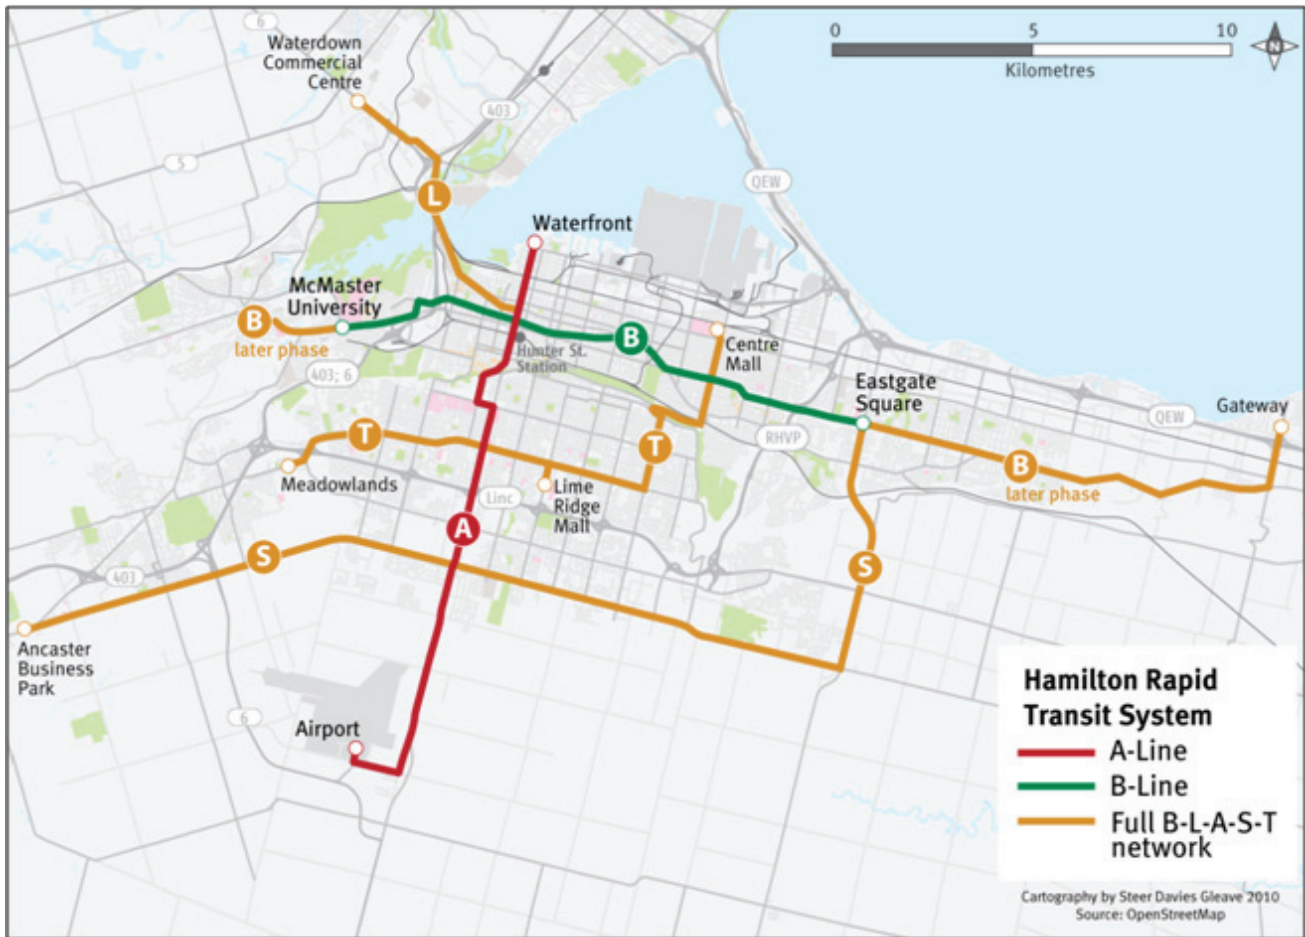 6
Waterdown
Commercial
Centre
0 5 10
Kilometres
N
403
5
QEW
L
Waterfront
McMaster
University
B
later phase
B
Hunter St.
Station
Centre
Mall
403; 6
Eastgate
Square
QEW
Gateway
T
T
RHVP
B
later phase
Meadowlands
Linc
Lime
Ridge
Mall
A
S
S
403
Ancaster
Business
Park
6
Airport
Hamilton Rapid
Transit System
A-Line
B-Line
Full B-L-A-S-T
network
Cartography by Steer Davies Gleave 2010
Source: OpenStreetMap